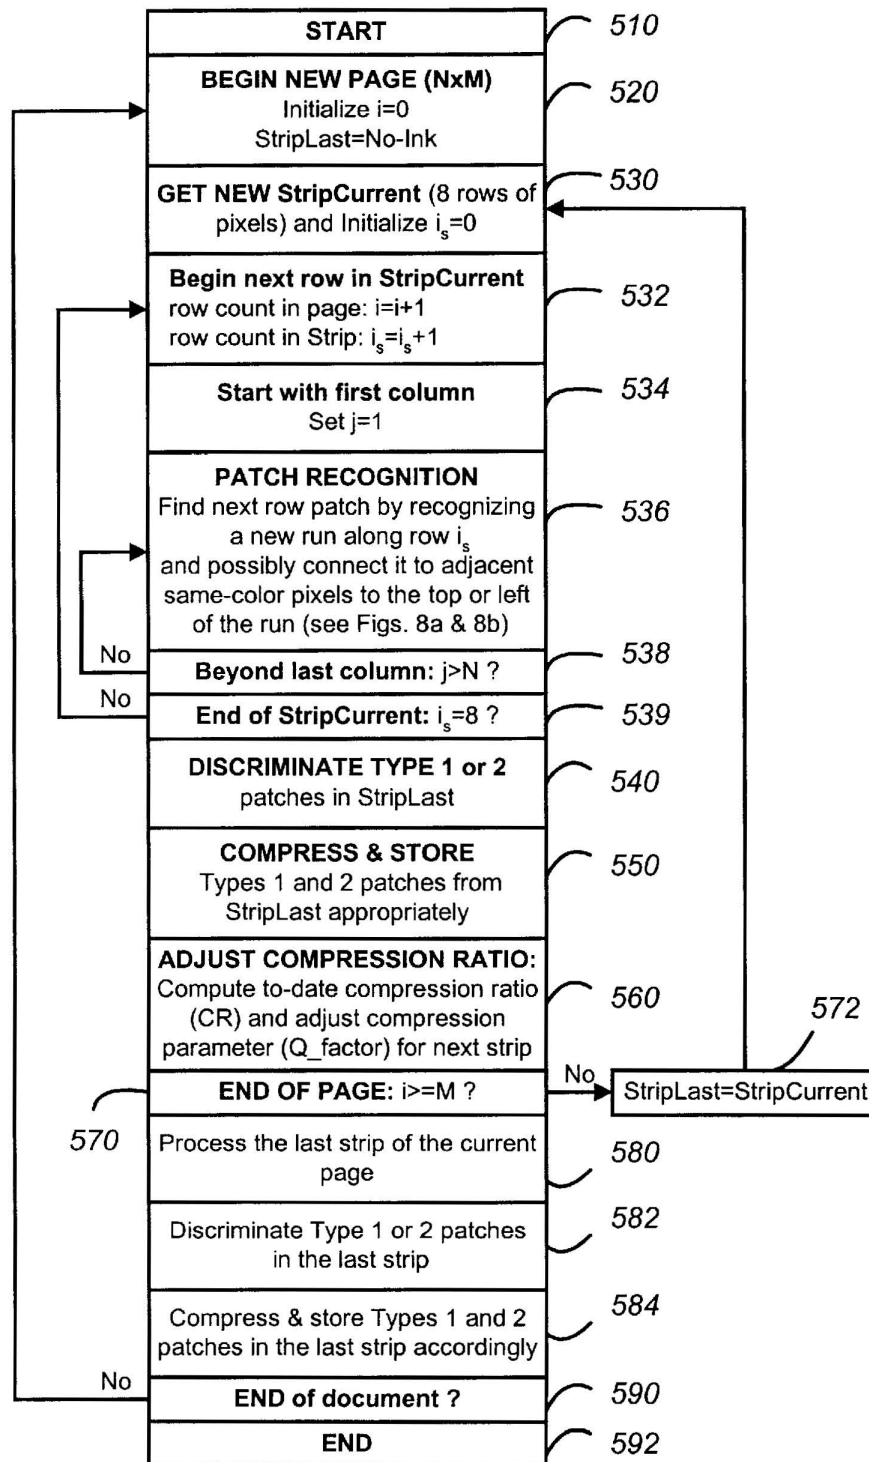 START
510
BEGIN NEW PAGE (NxM)
Initialize i=0
StripLast=No-Ink
520
GET NEW StripCurrent (8 rows of
pixels) and Initialize i_s=0
530
Begin next row in StripCurrent
row count in page: i=i+1
row count in Strip: i_s=i_s+1
532
Start with first column
Set j=1
534
PATCH RECOGNITION
Find next row patch by recognizing
a new run along row i_s
and possibly connect it to adjacent
same-color pixels to the top or left
of the run (see Figs. 8a & 8b)
536
No
Beyond last column: j>N ?
538
No
End of StripCurrent: i_s=8 ?
539
DISCRIMINATE TYPE 1 or 2
patches in StripLast
540
COMPRESS & STORE
Types 1 and 2 patches from
StripLast appropriately
550
ADJUST COMPRESSION RATIO:
Compute to-date compression ratio
(CR) and adjust compression
parameter (Q_factor) for next strip
560
572
END OF PAGE: i>=M ?
No
StripLast=StripCurrent
570
Process the last strip of the current
page
580
Discriminate Type 1 or 2 patches
in the last strip
582
Compress & store Types 1 and 2
patches in the last strip accordingly
584
No
END of document ?
590
END
592